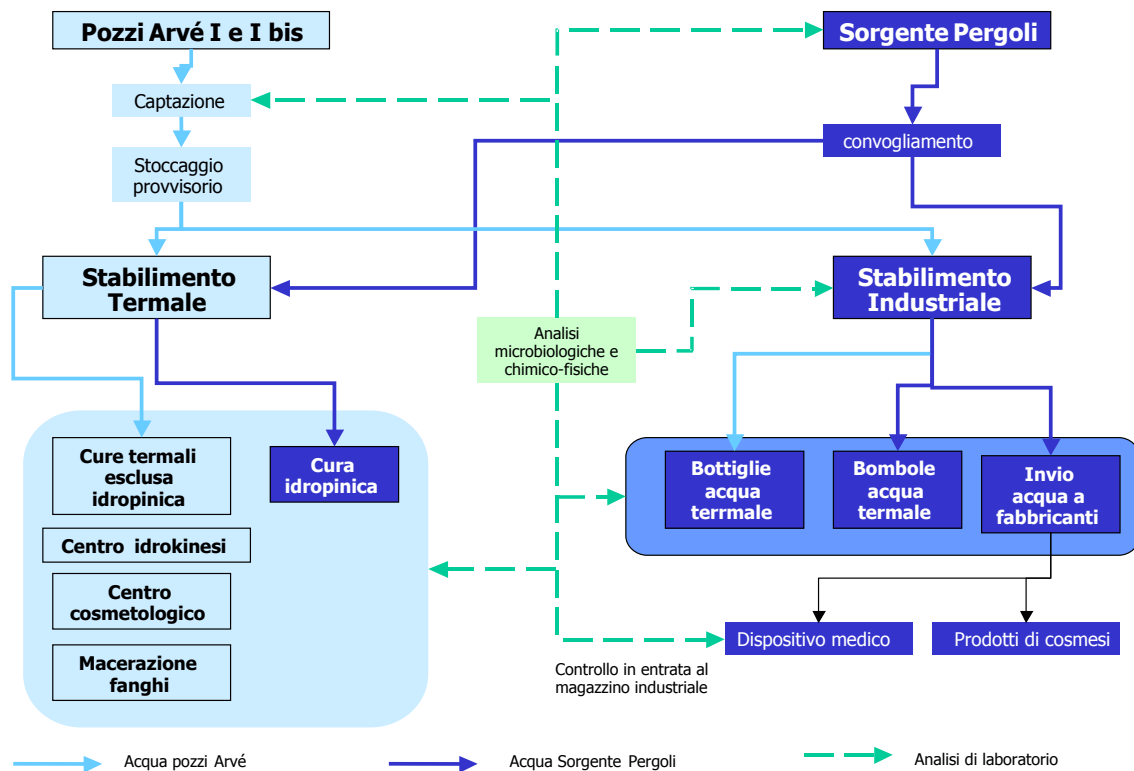 Pozzi Arvé I e I bis
Sorgente Pergoli
Captazione
convogliamento
Stoccaggio
provvisorio
Stabilimento
Termale
Stabilimento
Industriale
Analisi
microbiologiche e
chimico-fisiche
Cure termali
esclusa
idropinica
Cura
idropinica
Bottiglie
acqua
terrmale
Bombole
acqua
termale
Invio
acqua a
fabbricanti
Centro idrokinesi
Centro
cosmetologico
Macerazione
fanghi
Dispositivo medico
Prodotti di cosmesi
Controllo in entrata al
magazzino industriale
Acqua pozzi Arvé
Acqua Sorgente Pergoli
Analisi di laboratorio